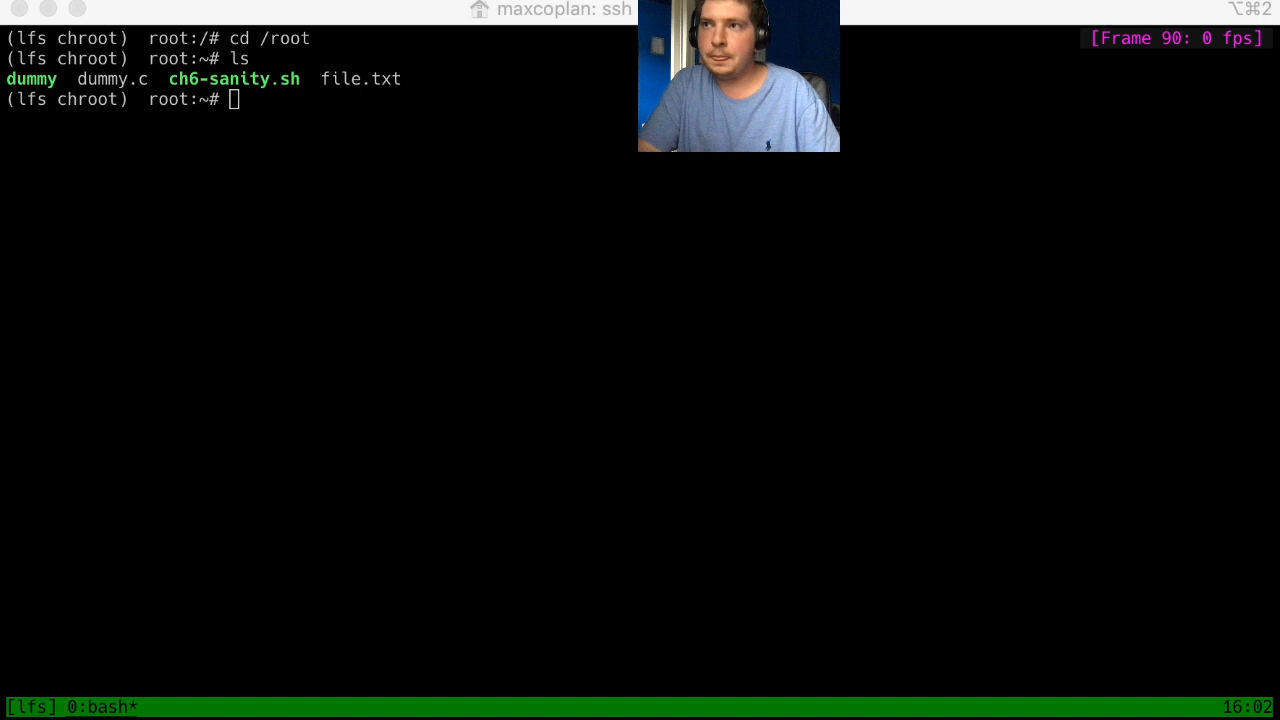 maxcoplan: ssh
⌥⌘2
(lfs chroot)  root:/# cd /root
[Frame 90: 0 fps]
(lfs chroot)  root:~# ls
dummy  dummy.c  ch6-sanity.sh  file.txt
(lfs chroot)  root:~#
[lfs] 0:bash*
16:02